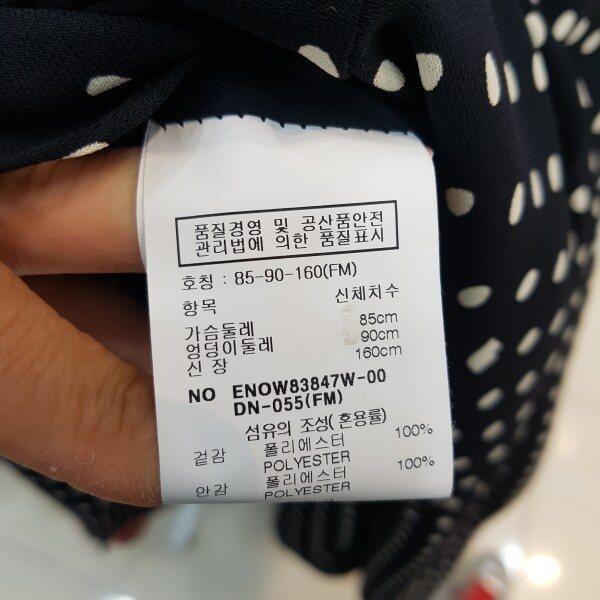 품질경영 및 공산품안전
관리법에 의한 품질표시
호칭 : 85-90-160(FM)
항목 신체치수
가슴둘레 85cm
엉덩이둘레 90cm
신 장 160cm
NO ENOW83847W-00
DN-055(FM)
섬유의 조성(혼용률)
겉감 폴리에스터 100%
POLYESTER
안감 폴리에스터 100%
POLYESTER